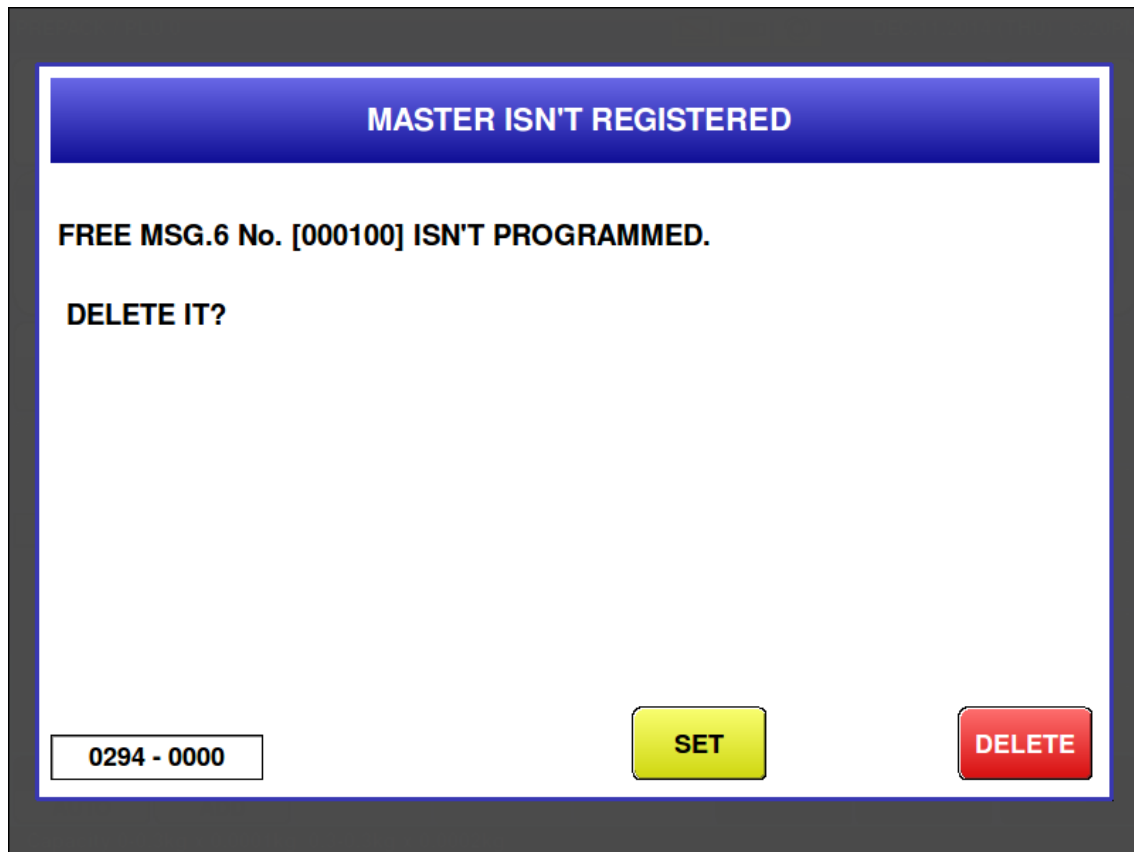 MASTER ISN'T REGISTERED
FREE MSG.6 No. [000100] ISN'T PROGRAMMED.
DELETE IT?
0294 - 0000
SET
DELETE